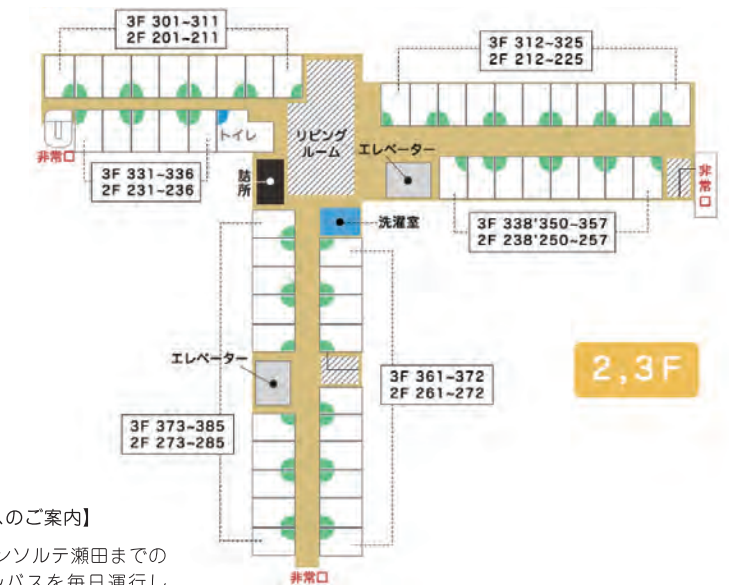 3F 301~311
2F 201~211
3F 312~325
2F 212~225
トイレ
リビング
ルーム
エレベーター
非常口
3F 331~336
2F 231~236
詰所
非常口
洗濯室
3F 338'350~357
2F 238'250~257
エレベーター
2,3F
3F 361~372
2F 261~272
3F 373~385
2F 273~285
のご案内】
ンソルテ瀬田までの
バスを毎日運行し
非常口